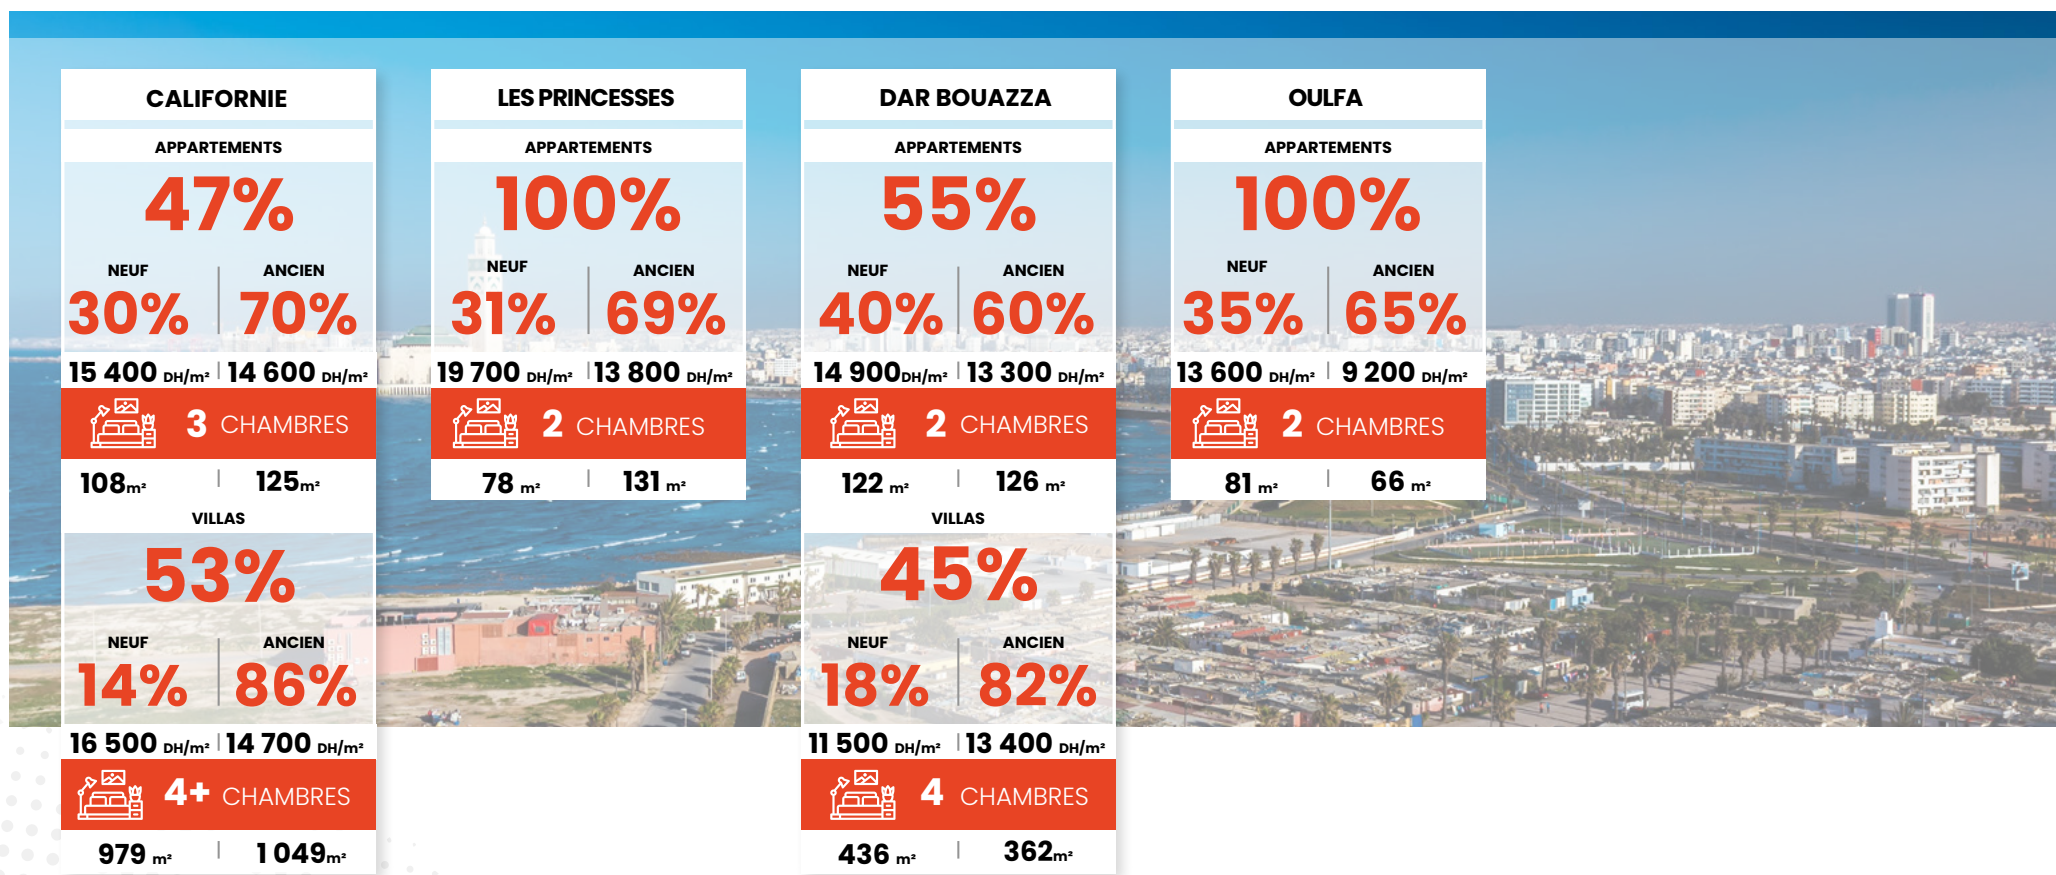 CALIFORNIE
APPARTEMENTS
47%
NEUF ANCIEN
30% 70%
15 400 DH/m² 14 600 DH/m²
3 CHAMBRES
108m² 125m²
VILLAS
53%
NEUF ANCIEN
14% 86%
16 500 DH/m² 14 700 DH/m²
4+ CHAMBRES
979 m² 1 049m²
LES PRINCESSES
APPARTEMENTS
100%
NEUF ANCIEN
31% 69%
19 700 DH/m² 13 800 DH/m²
2 CHAMBRES
78 m² 131 m²
DAR BOUAZZA
APPARTEMENTS
55%
NEUF ANCIEN
40% 60%
14 900DH/m² 13 300 DH/m²
2 CHAMBRES
122 m² 126 m²
VILLAS
45%
NEUF ANCIEN
18% 82%
11 500 DH/m² 13 400 DH/m²
4 CHAMBRES
436 m² 362m²
OULFA
APPARTEMENTS
100%
NEUF ANCIEN
35% 65%
13 600 DH/m² 9 200 DH/m²
2 CHAMBRES
81 m² 66 m²